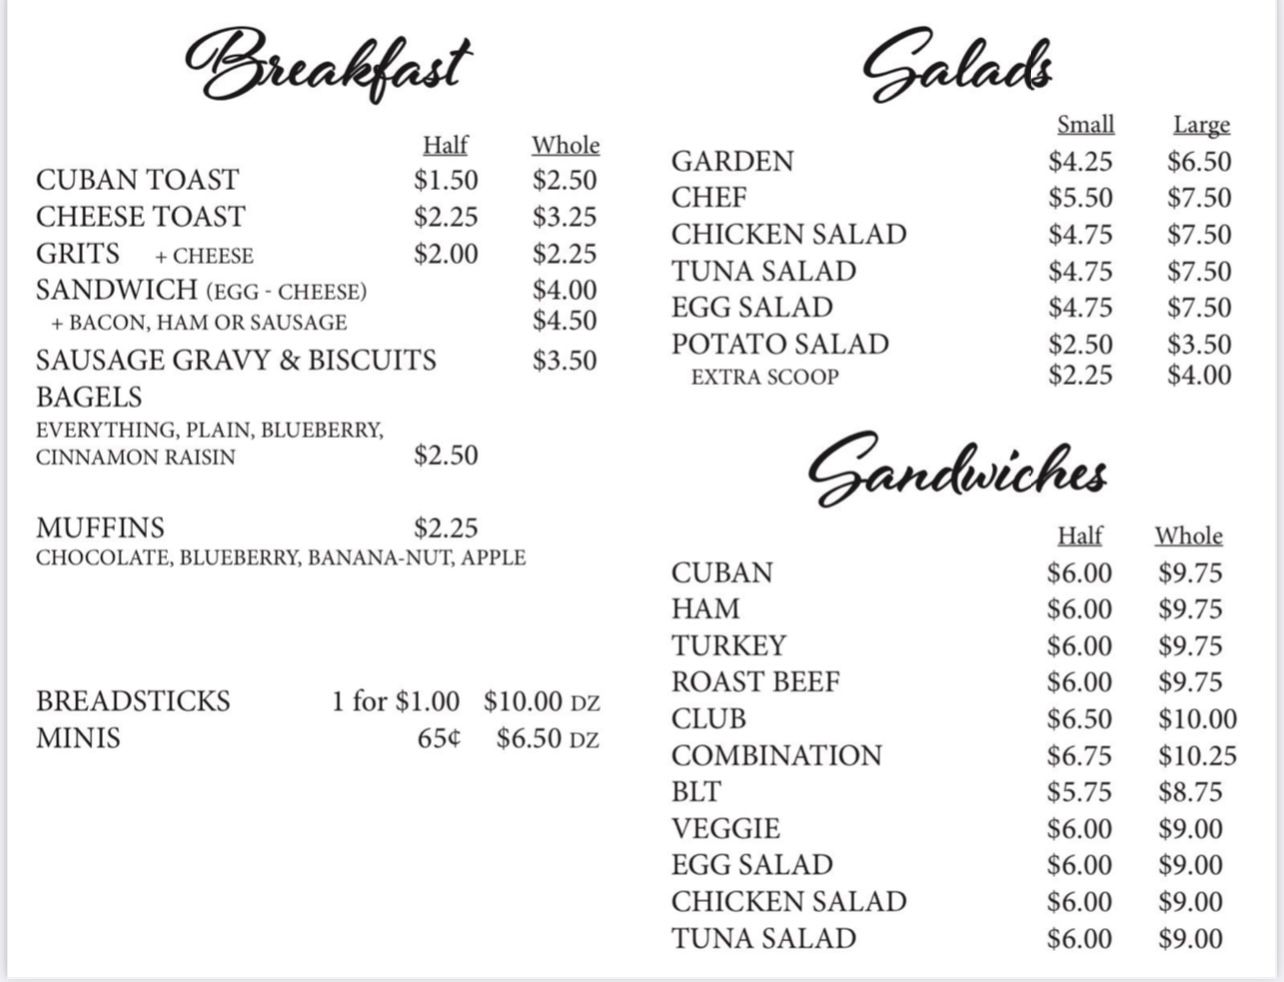 Breakfast
Half Whole
CUBAN TOAST $1.50 $2.50
CHEESE TOAST $2.25 $3.25
GRITS + CHEESE $2.00 $2.25
SANDWICH (EGG - CHEESE) $4.00
+ BACON, HAM OR SAUSAGE $4.50
SAUSAGE GRAVY & BISCUITS $3.50
BAGELS
EVERYTHING, PLAIN, BLUEBERRY,
CINNAMON RAISIN $2.50
MUFFINS $2.25
CHOCOLATE, BLUEBERRY, BANANA-NUT, APPLE
BREADSTICKS 1 for $1.00 $10.00 DZ
MINIS 65¢ $6.50 DZ
Salads
Small Large
GARDEN $4.25 $6.50
CHEF $5.50 $7.50
CHICKEN SALAD $4.75 $7.50
TUNA SALAD $4.75 $7.50
EGG SALAD $4.75 $7.50
POTATO SALAD $2.50 $3.50
EXTRA SCOOP $2.25 $4.00
Sandwiches
Half Whole
CUBAN $6.00 $9.75
HAM $6.00 $9.75
TURKEY $6.00 $9.75
ROAST BEEF $6.00 $9.75
CLUB $6.50 $10.00
COMBINATION $6.75 $10.25
BLT $5.75 $8.75
VEGGIE $6.00 $9.00
EGG SALAD $6.00 $9.00
CHICKEN SALAD $6.00 $9.00
TUNA SALAD $6.00 $9.00